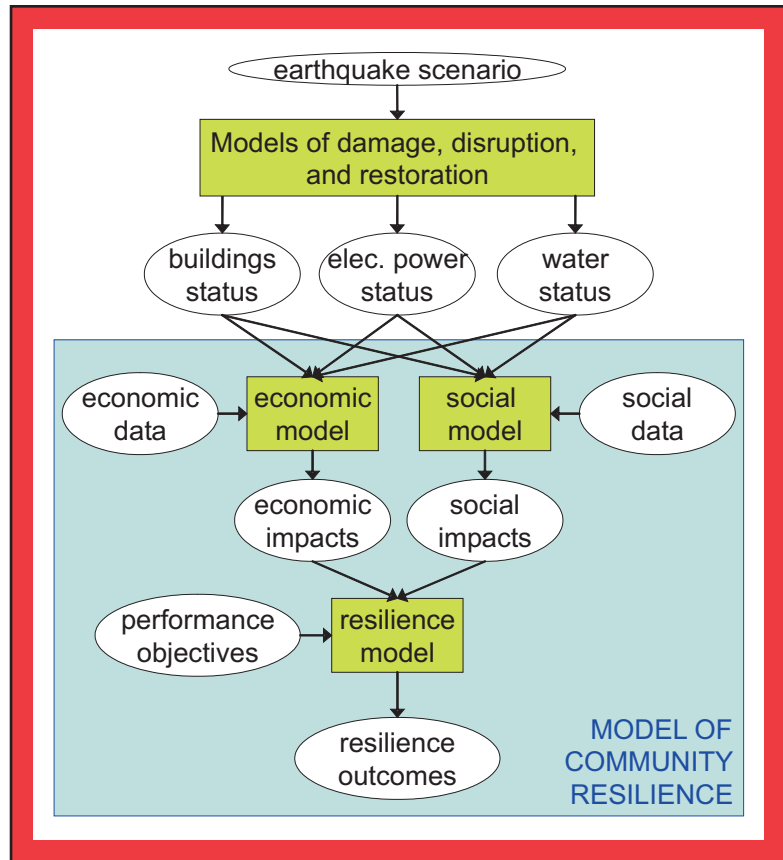 earthquake scenario
Models of damage, disruption,
and restoration
buildings
status
elec. power
status
water
status
economic
data
economic
model
social
model
social
data
economic
impacts
social
impacts
performance
objectives
resilience
model
resilience
outcomes
MODEL OF
COMMUNITY
RESILIENCE